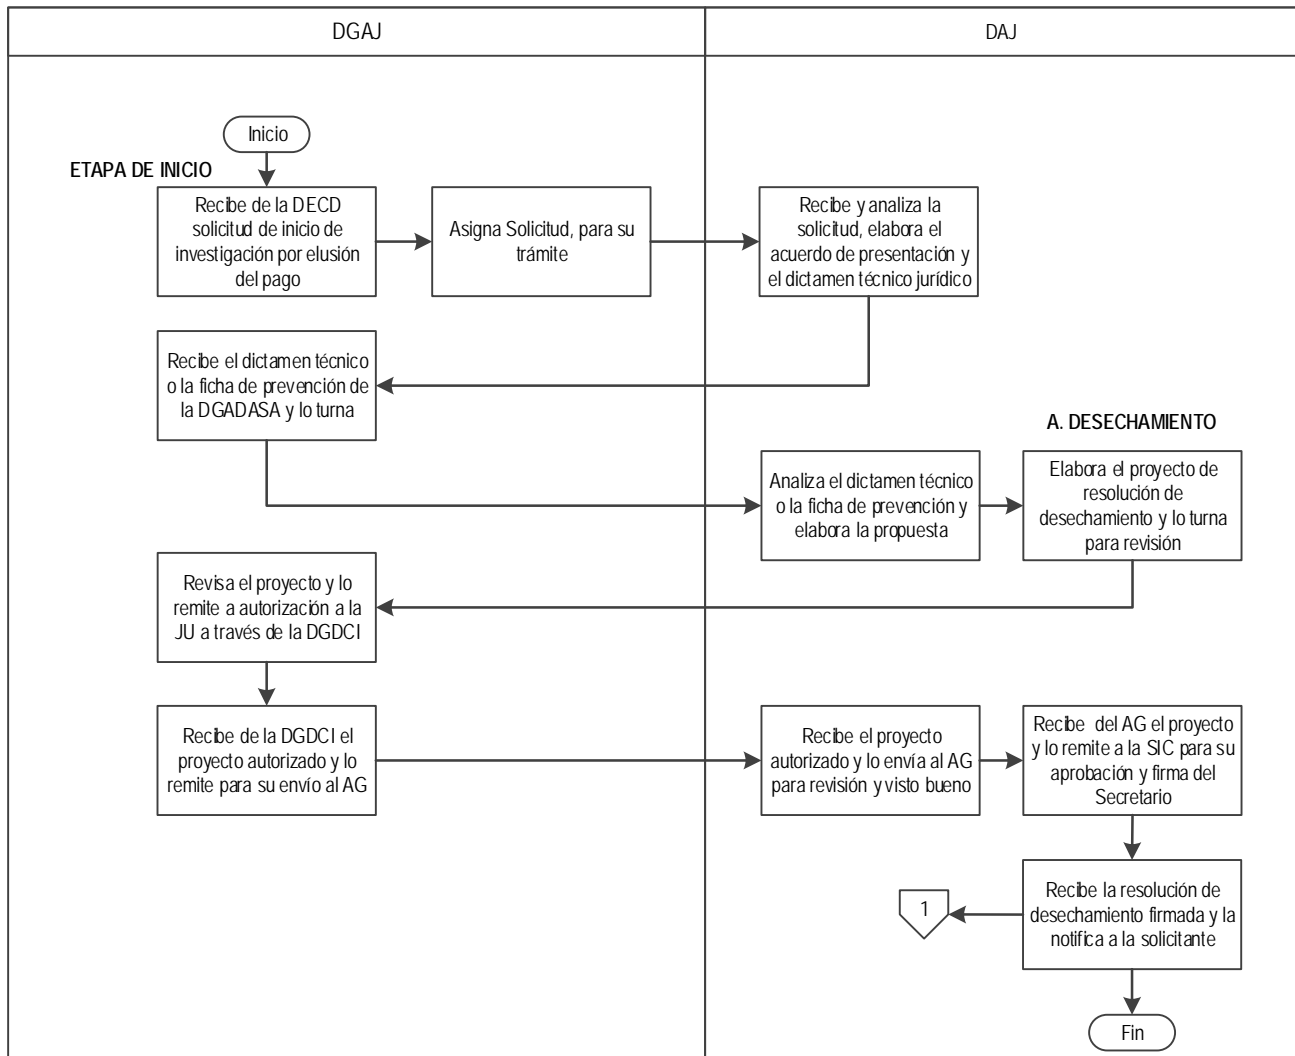 DGAJ
DAJ
Inicio
ETAPA DE INICIO
Recibe de la DECD
solicitud de inicio de
investigación por elusión
del pago
Asigna Solicitud, para su
trámite
Recibe y analiza la
solicitud, elabora el
acuerdo de presentación y
el dictamen técnico jurídico
Recibe el dictamen técnico
o la ficha de prevención de
la DGADASA y lo turna
A. DESECHAMIENTO
Analiza el dictamen técnico
o la ficha de prevención y
elabora la propuesta
Elabora el proyecto de
resolución de
desechamiento y lo turna
para revisión
Revisa el proyecto y lo
remite a autorización a la
JU a través de la DGDCI
Recibe de la DGDCI el
proyecto autorizado y lo
remite para su envío al AG
Recibe el proyecto
autorizado y lo envía al AG
para revisión y visto bueno
Recibe del AG el proyecto
y lo remite a la SIC para su
aprobación y firma del
Secretario
1
Recibe la resolución de
desechamiento firmada y la
notifica a la solicitante
Fin